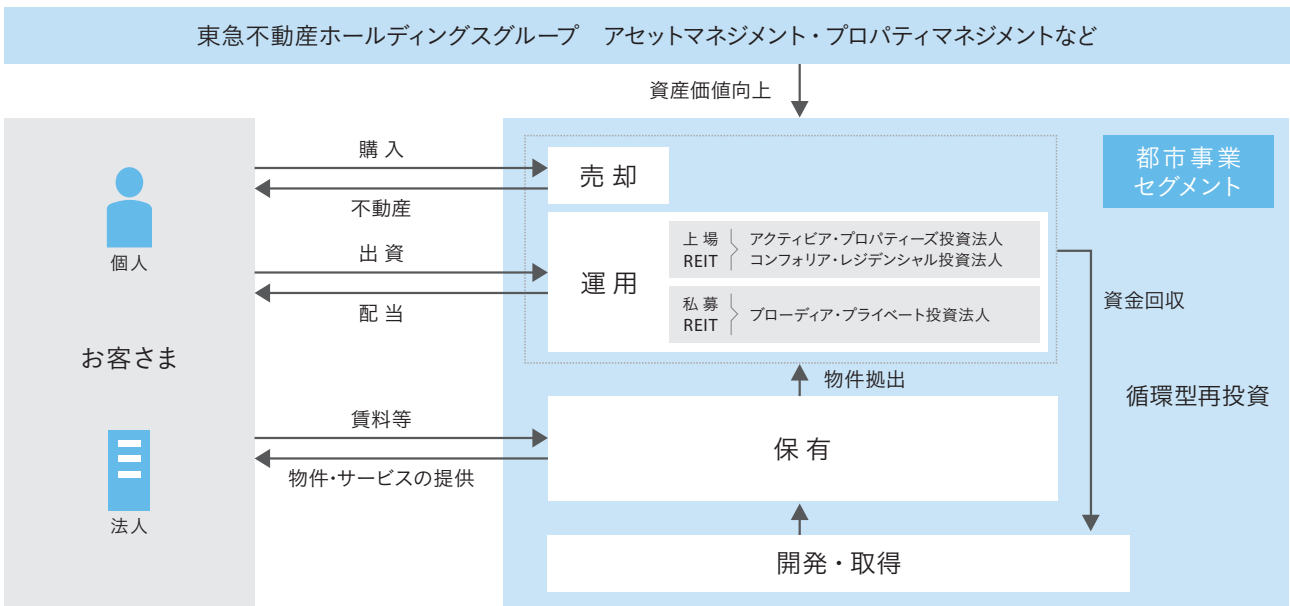 東急不動産ホールディングスグループ　アセットマネジメント・プロパティマネジメントなど
資産価値向上
個人
お客さま
法人
購入
不動産
出資
配当
賃料等
物件・サービスの提供
都市事業
セグメント
売却
運用
上場
REIT
アクティビア・プロパティーズ投資法人
コンフォリア・レジデンシャル投資法人
私募
REIT
ブローディア・プライベート投資法人
物件拠出
保有
開発・取得
資金回収
循環型再投資